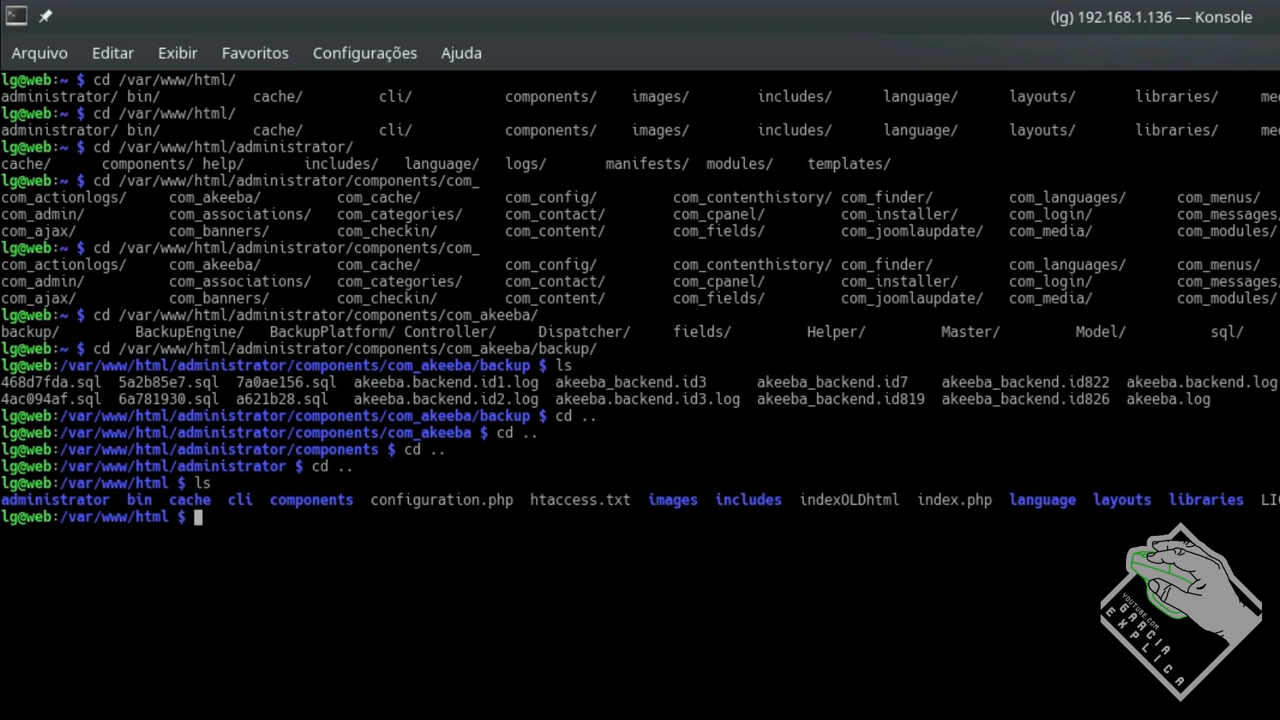 (lg) 192.168.1.136 — Konsole
Arquivo Editar Exibir Favoritos Configurações Ajuda
lg@web:~ $ cd /var/www/html/
administrator/ bin/ cache/ cli/ components/ images/ includes/ language/ layouts/ libraries/
lg@web:~ $ cd /var/www/html/
administrator/ bin/ cache/ cli/ components/ images/ includes/ language/ layouts/ libraries/
lg@web:~ $ cd /var/www/html/administrator/
cache/ components/ help/ includes/ language/ logs/ manifests/ modules/ templates/
lg@web:~ $ cd /var/www/html/administrator/components/com_
com_actionlogs/ com_akeeba/ com_cache/ com_config/ com_contenthistory/ com_finder/ com_languages/ com_menus/
com_admin/ com_associations/ com_categories/ com_contact/ com_cpanel/ com_installer/ com_login/ com_messages
com_ajax/ com_banners/ com_checkin/ com_content/ com_fields/ com_joomlaupdate/ com_media/ com_modules/
lg@web:~ $ cd /var/www/html/administrator/components/com_
com_actionlogs/ com_akeeba/ com_cache/ com_config/ com_contenthistory/ com_finder/ com_languages/ com_menus/
com_admin/ com_associations/ com_categories/ com_contact/ com_cpanel/ com_installer/ com_login/ com_messages
com_ajax/ com_banners/ com_checkin/ com_content/ com_fields/ com_joomlaupdate/ com_media/ com_modules/
lg@web:~ $ cd /var/www/html/administrator/components/com_akeeba/
backup/ BackupEngine/ BackupPlatform/ Controller/ Dispatcher/ fields/ Helper/ Master/ Model/ sql/
lg@web:~ $ cd /var/www/html/administrator/components/com_akeeba/backup/
lg@web:/var/www/html/administrator/components/com_akeeba/backup $ ls
468d7fda.sql 5a2b85e7.sql 7a0ae156.sql akeeba.backend.id1.log akeeba_backend.id3 akeeba_backend.id7 akeeba_backend.id822 akeeba.backend.log
4ac094af.sql 6a781930.sql a621b28.sql akeeba.backend.id2.log akeeba_backend.id3.log akeeba_backend.id819 akeeba_backend.id826 akeeba.log
lg@web:/var/www/html/administrator/components/com_akeeba/backup $ cd ..
lg@web:/var/www/html/administrator/components/com_akeeba $ cd ..
lg@web:/var/www/html/administrator/components $ cd ..
lg@web:/var/www/html/administrator $ cd ..
lg@web:/var/www/html $ ls
administrator bin cache cli components configuration.php htaccess.txt images includes indexOLDhtml index.php language layouts libraries
lg@web:/var/www/html $
YOUTUBE.COM
GARCIA
EXPLICA